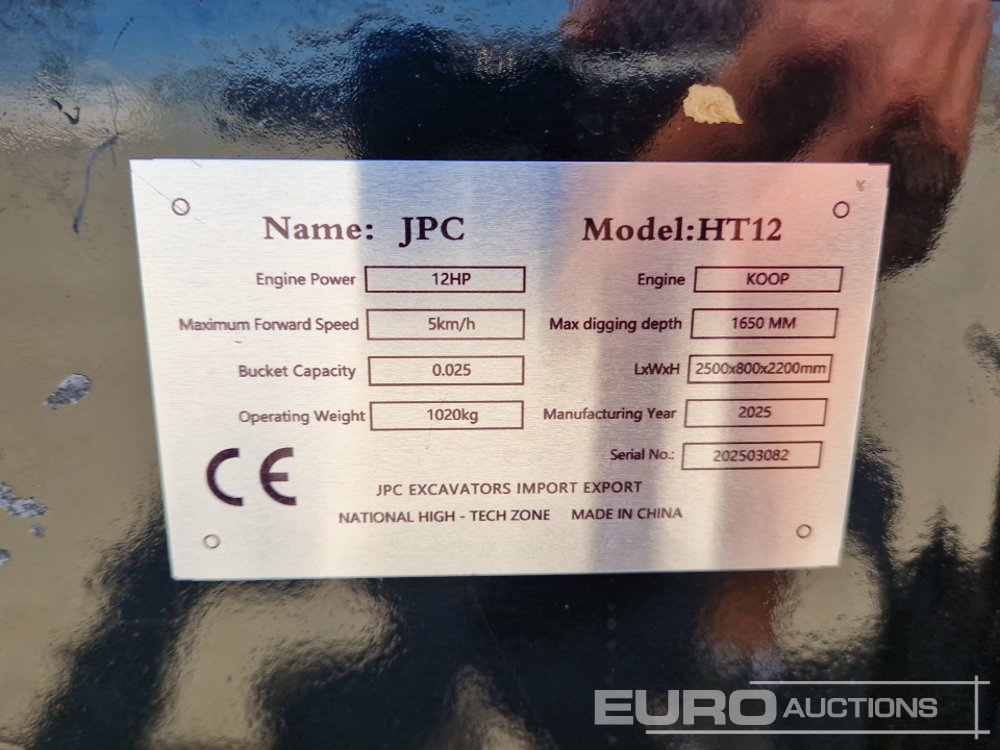 Name: JPC Model:HT12
Engine Power 12HP Engine KOOP
Maximum Forward Speed 5km/h Max digging depth 1650 MM
Bucket Capacity 0.025 LxWxH 2500x800x2200mm
Operating Weight 1020kg Manufacturing Year 2025
Serial No.: 202503082
CE
JPC EXCAVATORS IMPORT EXPORT
NATIONAL HIGH - TECH ZONE MADE IN CHINA
EURO AUCTIONS